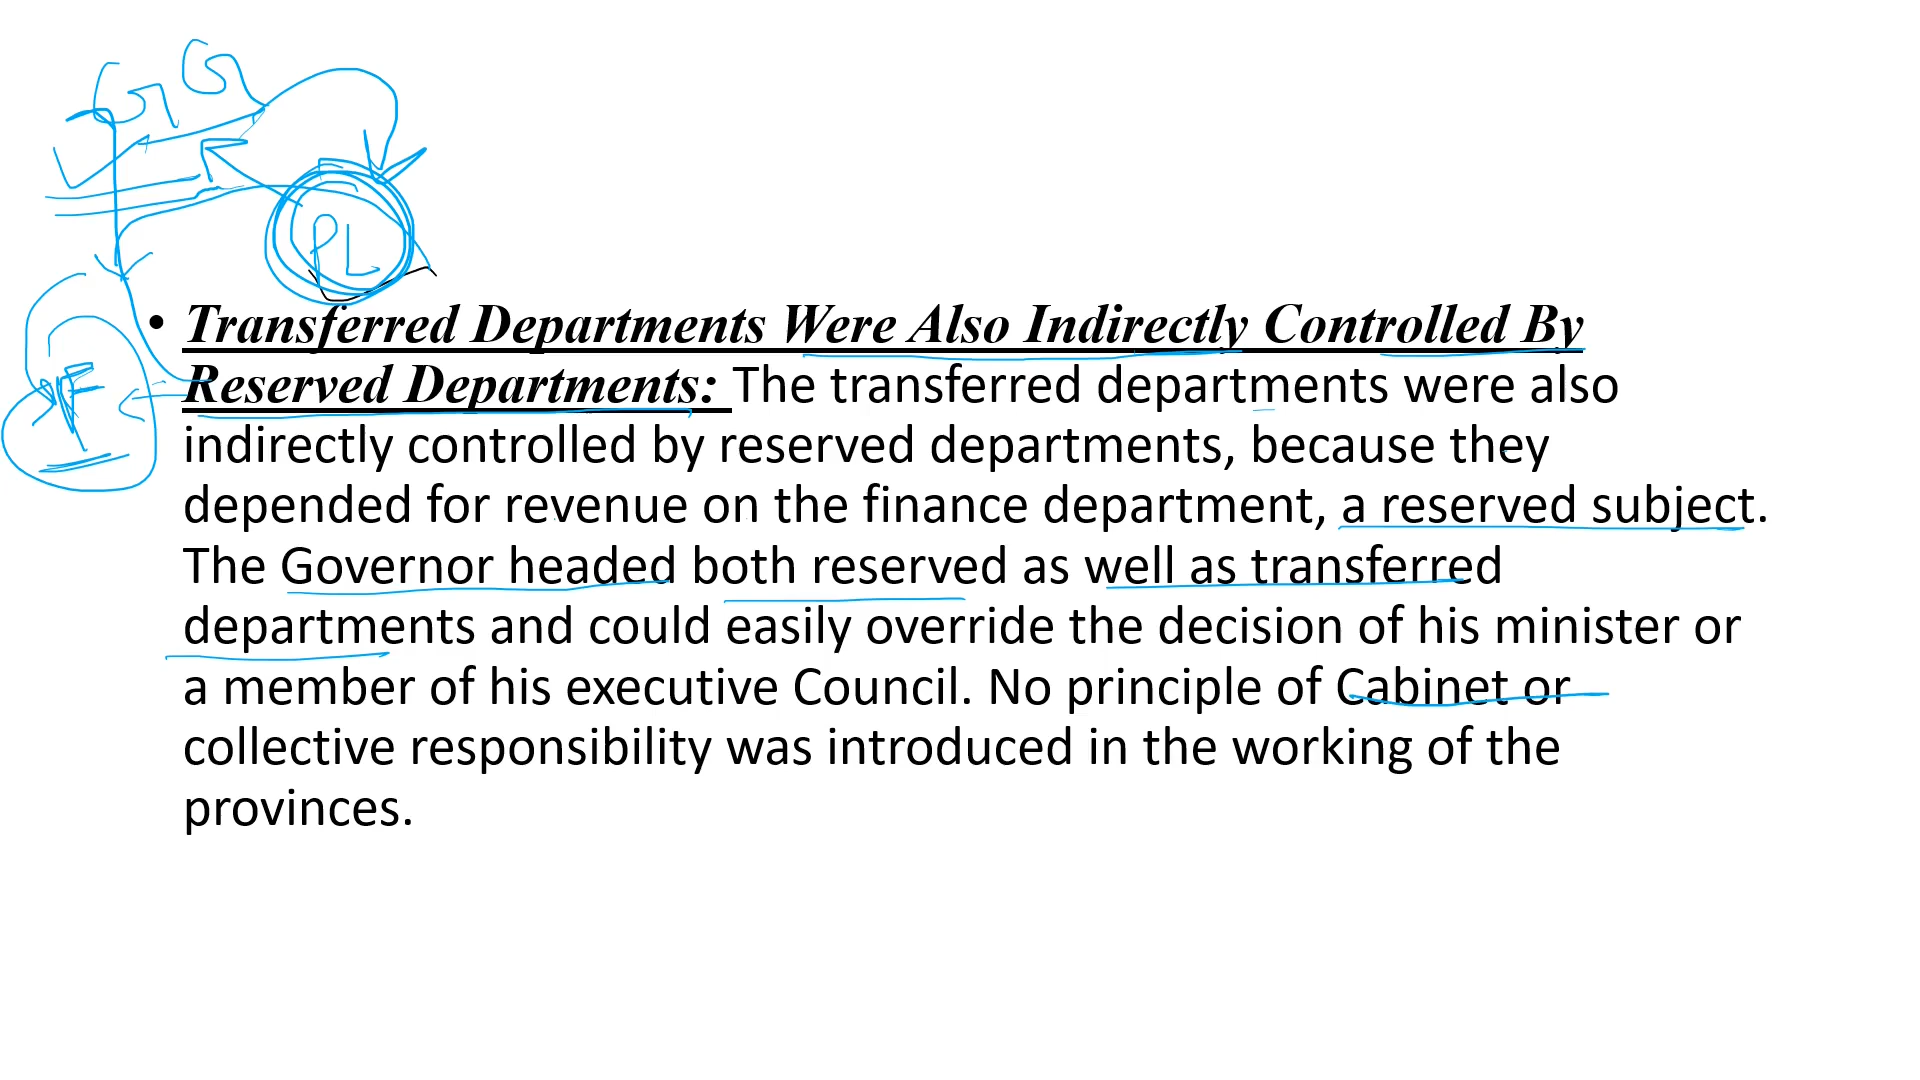 G G
PL
F
• Transferred Departments Were Also Indirectly Controlled By
Reserved Departments: The transferred departments were also
indirectly controlled by reserved departments, because they
depended for revenue on the finance department, a reserved subject.
The Governor headed both reserved as well as transferred
departments and could easily override the decision of his minister or
a member of his executive Council. No principle of Cabinet or
collective responsibility was introduced in the working of the
provinces.